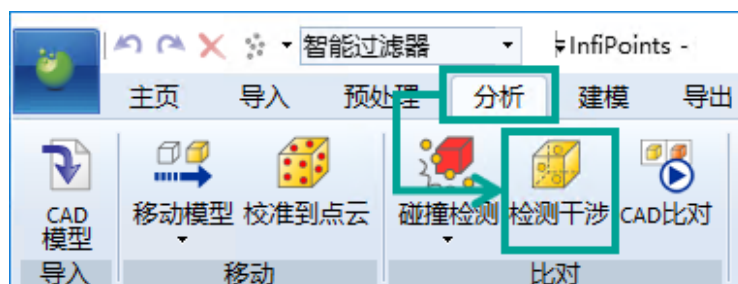 智能过滤器 InfiPoints -
主页 导入 预处理 分析 建模 导出
CAD 模型 移动模型 校准到点云 碰撞检测 检测干涉 CAD比对
导入 移动 比对